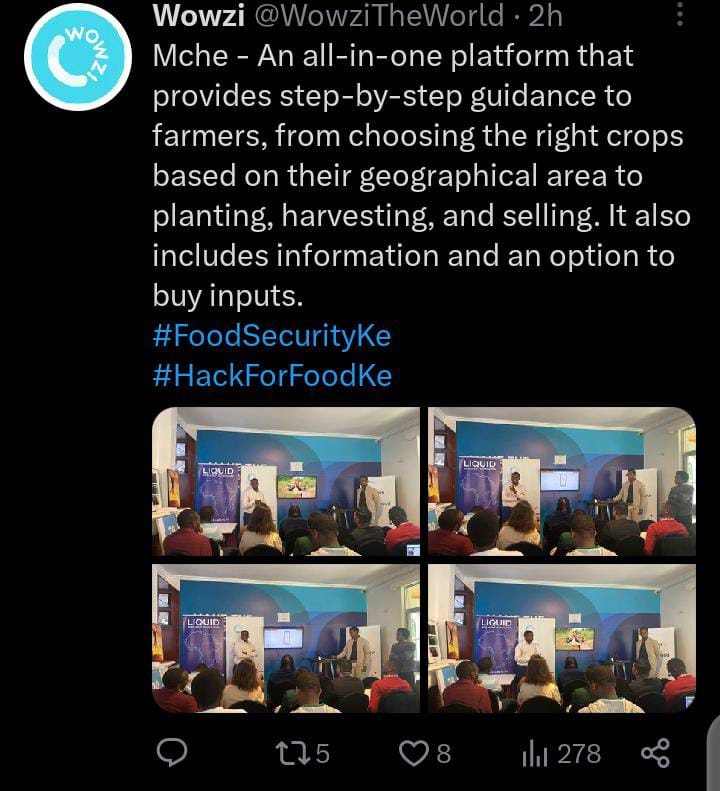 Wowzi @WowziTheWorld · 2h
WOWZI
Mche - An all-in-one platform that
provides step-by-step guidance to
farmers, from choosing the right crops
based on their geographical area to
planting, harvesting, and selling. It also
includes information and an option to
buy inputs.
#FoodSecurityKe
#HackForFoodKe
LIQUID
LIQUID
LIQUID
LIQUID
5
8
278